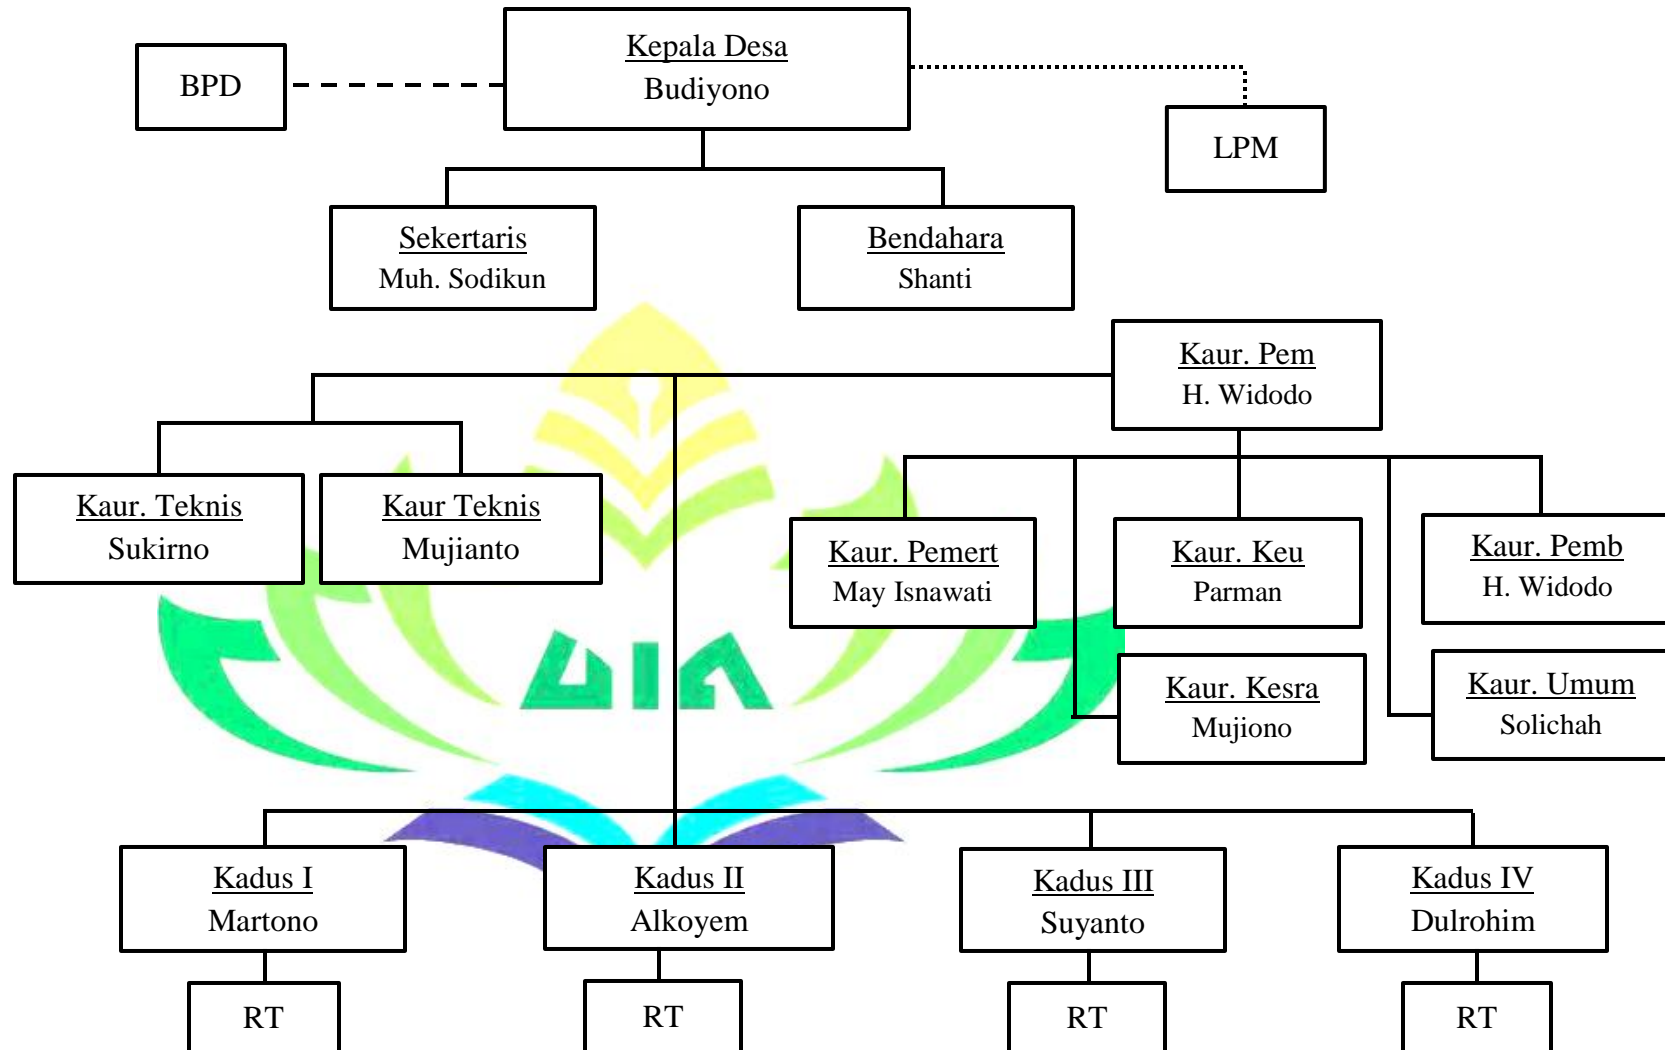 Kepala Desa
Budiyono
BPD
LPM
Sekertaris
Muh. Sodikun
Bendahara
Shanti
Kaur. Pem
H. Widodo
Kaur. Teknis
Sukirno
Kaur Teknis
Mujianto
Kaur. Pemert
May Isnawati
Kaur. Keu
Parman
Kaur. Pemb
H. Widodo
Kaur. Kesra
Mujiono
Kaur. Umum
Solichah
UIN
Kadus I
Martono
Kadus II
Alkoyem
Kadus III
Suyanto
Kadus IV
Dulrohim
RT
RT
RT
RT